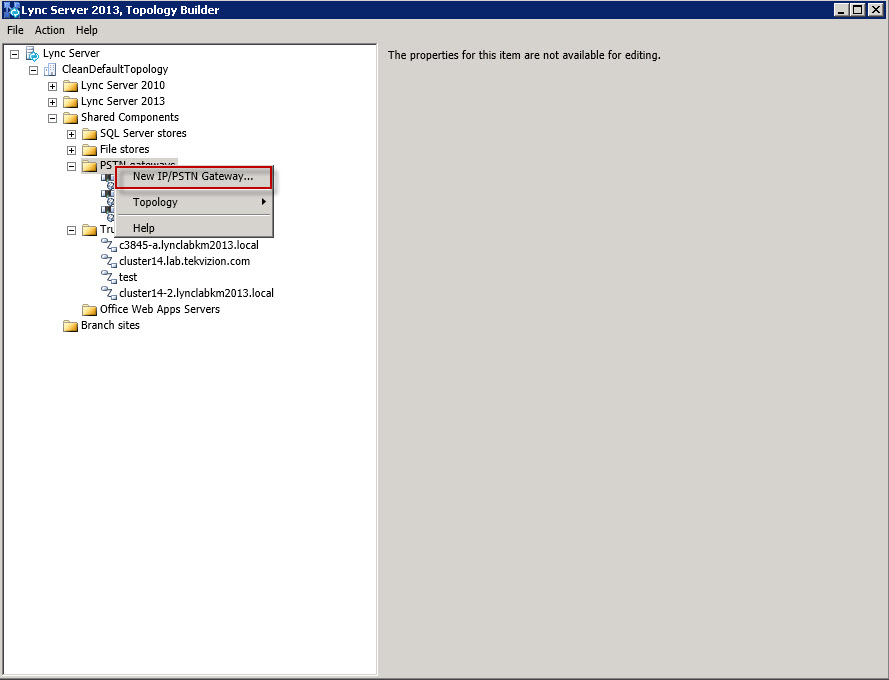 Lync Server 2013, Topology Builder
File Action Help
Lync Server
The properties for this item are not available for editing.
CleanDefaultTopology
Lync Server 2010
Lync Server 2013
Shared Components
SQL Server stores
File stores
PSTN gateways
New IP/PSTN Gateway...
Topology
Help
c3845-a.lynclabkm2013.local
cluster14.lab.tekvizion.com
test
cluster14-2.lynclabkm2013.local
Office Web Apps Servers
Branch sites